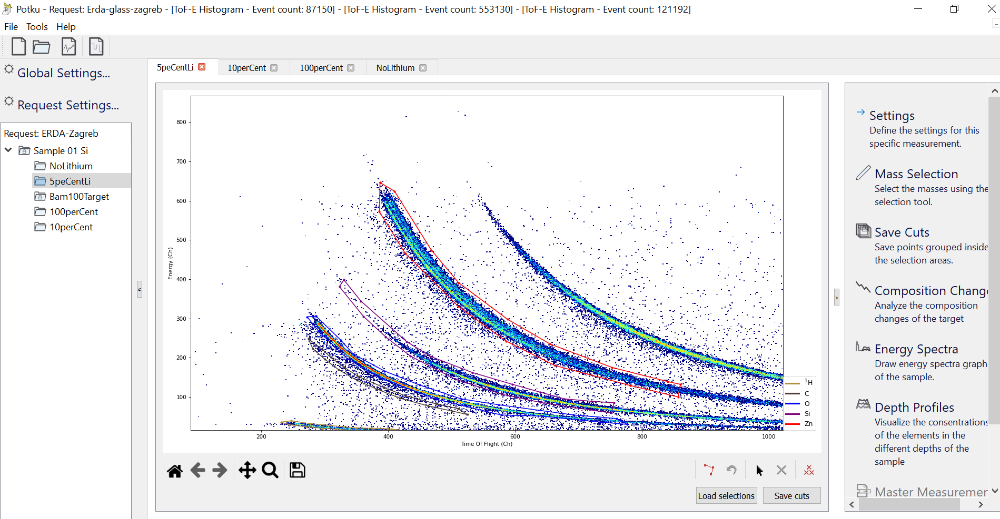 Potku - Request: Erda-glass-zagreb - [ToF-E Histogram - Event count: 87150] - [ToF-E Histogram - Event count: 553130] - [ToF-E Histogram - Event count: 121192]
File Tools Help
Global Settings...
Request Settings...
Request: ERDA-Zagreb
Sample 01 Si
NoLithium
5peCentLi
Bam100Target
100perCent
10perCent
5peCentLi
10perCent
100perCent
NoLithium
800
700
600
500
400
300
200
100
Energy (Ch)
200 400 600 800 1000
Time Of Flight (Ch)
¹H
C
O
Si
Zn
Load selections
Save cuts
Settings
Define the settings for this
specific measurement.
Mass Selection
Select the masses using the
selection tool.
Save Cuts
Save points grouped inside
the selection areas.
Composition Change
Analyze the composition
changes of the target
Energy Spectra
Draw energy spectra graph
of the sample.
Depth Profiles
Visualize the consentrations
of the elements in the
different depths of the
sample
Master Measuremer